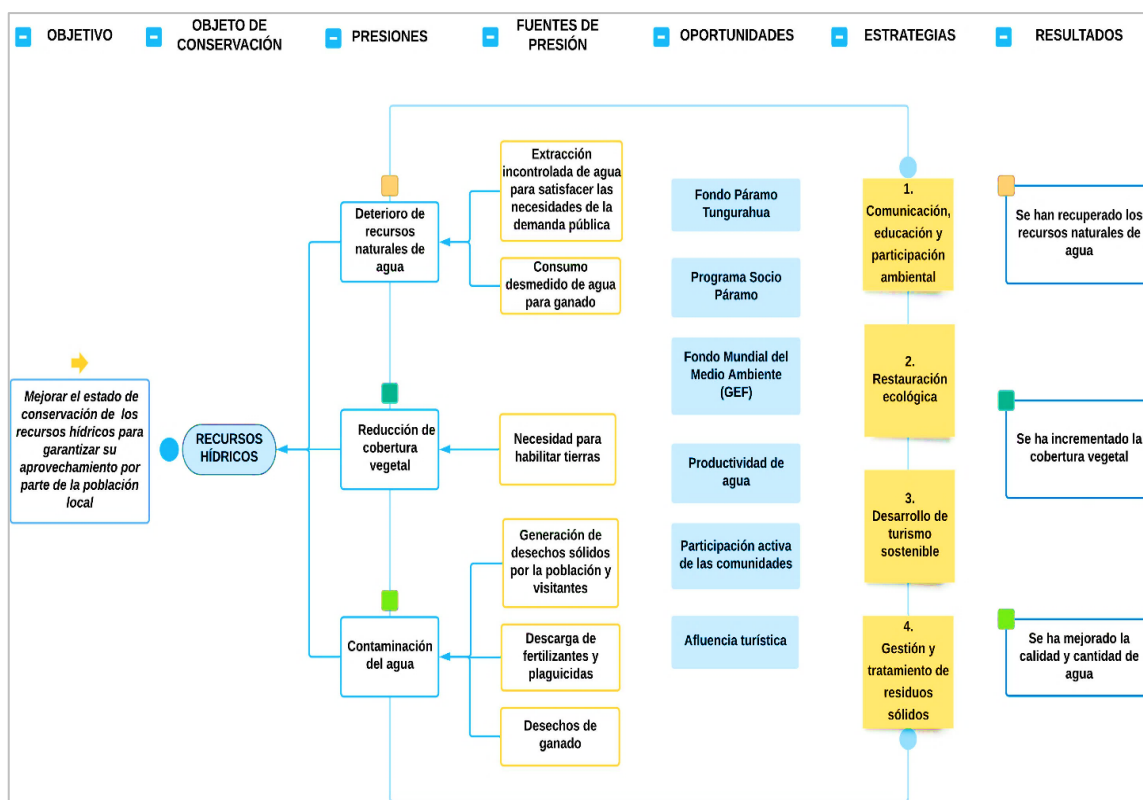 OBJETIVO
OBJETO DE
CONSERVACIÓN
PRESIONES
FUENTES DE
PRESIÓN
OPORTUNIDADES
ESTRATEGIAS
RESULTADOS
Mejorar el estado de
conservación de los
recursos hídricos para
garantizar su
aprovechamiento por
parte de la población
local
RECURSOS
HÍDRICOS
Deterioro de
recursos
naturales de
agua
Reducción de
cobertura
vegetal
Contaminación
del agua
Extracción
incontrolada de agua
para satisfacer las
necesidades de la
demanda pública
Consumo
desmedido de agua
para ganado
Necesidad para
habilitar tierras
Generación de
desechos sólidos
por la población y
visitantes
Descarga de
fertilizantes y
plaguicidas
Desechos de
ganado
Fondo Páramo
Tungurahua
Programa Socio
Páramo
Fondo Mundial del
Medio Ambiente
(GEF)
Productividad de
agua
Participación activa
de las comunidades
Afluencia turística
1.
Comunicación,
educación y
participación
ambiental
2.
Restauración
ecológica
3.
Desarrollo de
turismo
sostenible
4.
Gestión y
tratamiento de
residuos
sólidos
Se han recuperado los
recursos naturales de
agua
Se ha incrementado la
cobertura vegetal
Se ha mejorado la
calidad y cantidad de
agua